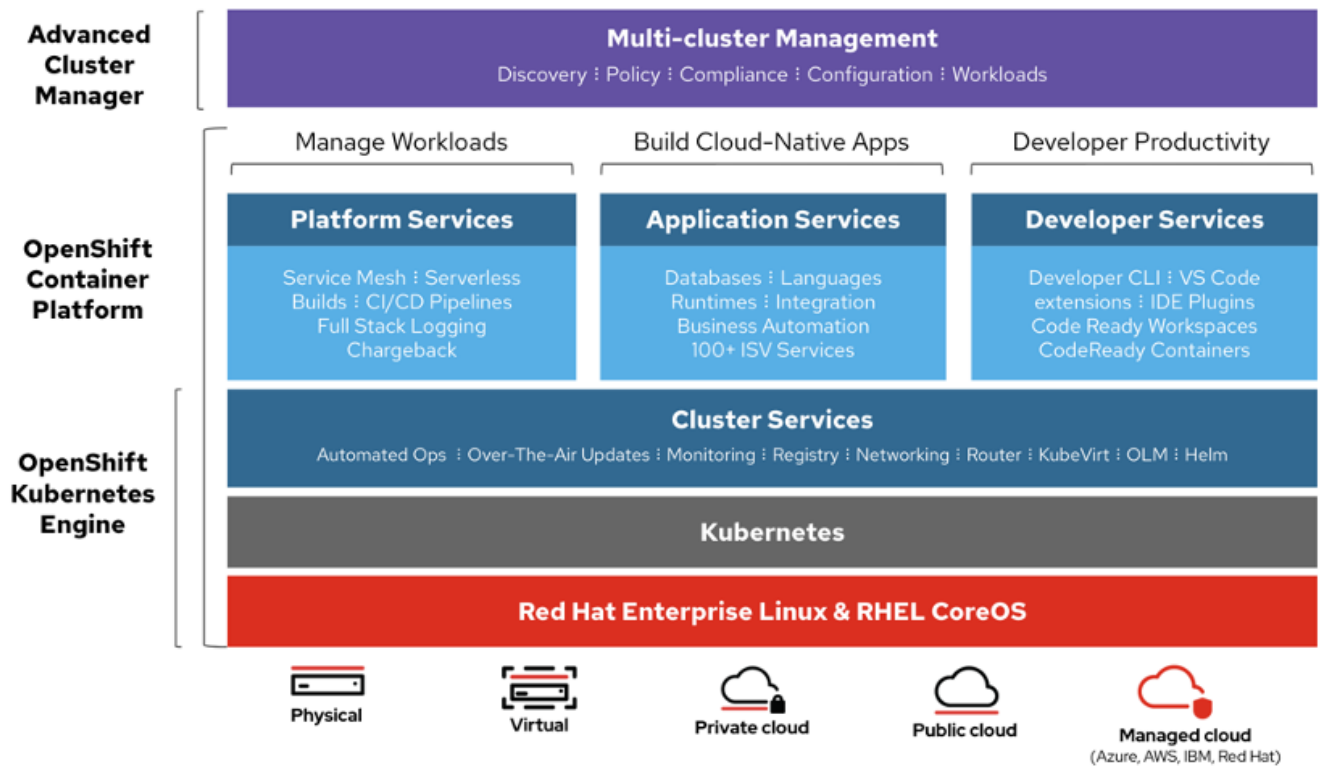 Advanced
Cluster
Manager
Multi-cluster Management
Discovery ⁝ Policy ⁝ Compliance ⁝ Configuration ⁝ Workloads
Manage Workloads
Build Cloud-Native Apps
Developer Productivity
OpenShift
Container
Platform
Platform Services
Service Mesh ⁝ Serverless
Builds ⁝ CI/CD Pipelines
Full Stack Logging
Chargeback
Application Services
Databases ⁝ Languages
Runtimes ⁝ Integration
Business Automation
100+ ISV Services
Developer Services
Developer CLI ⁝ VS Code
extensions ⁝ IDE Plugins
Code Ready Workspaces
CodeReady Containers
OpenShift
Kubernetes
Engine
Cluster Services
Automated Ops ⁝ Over-The-Air Updates ⁝ Monitoring ⁝ Registry ⁝ Networking ⁝ Router ⁝ KubeVirt ⁝ OLM ⁝ Helm
Kubernetes
Red Hat Enterprise Linux & RHEL CoreOS
Physical
Virtual
Private cloud
Public cloud
Managed cloud
(Azure, AWS, IBM, Red Hat)